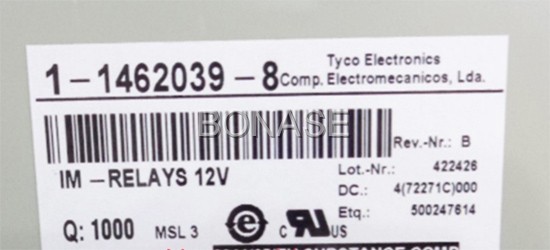 Tyco Electronics
1-1462039-8 Comp. Electromecanicos, Lda.
BONASE
Rev.-Nr.: B
IM -RELAYS 12V
Lot.-Nr.: 422426
DC.: 4(72271C)000
Q: 1000 MSL 3 e C US
Etq.: 500247614